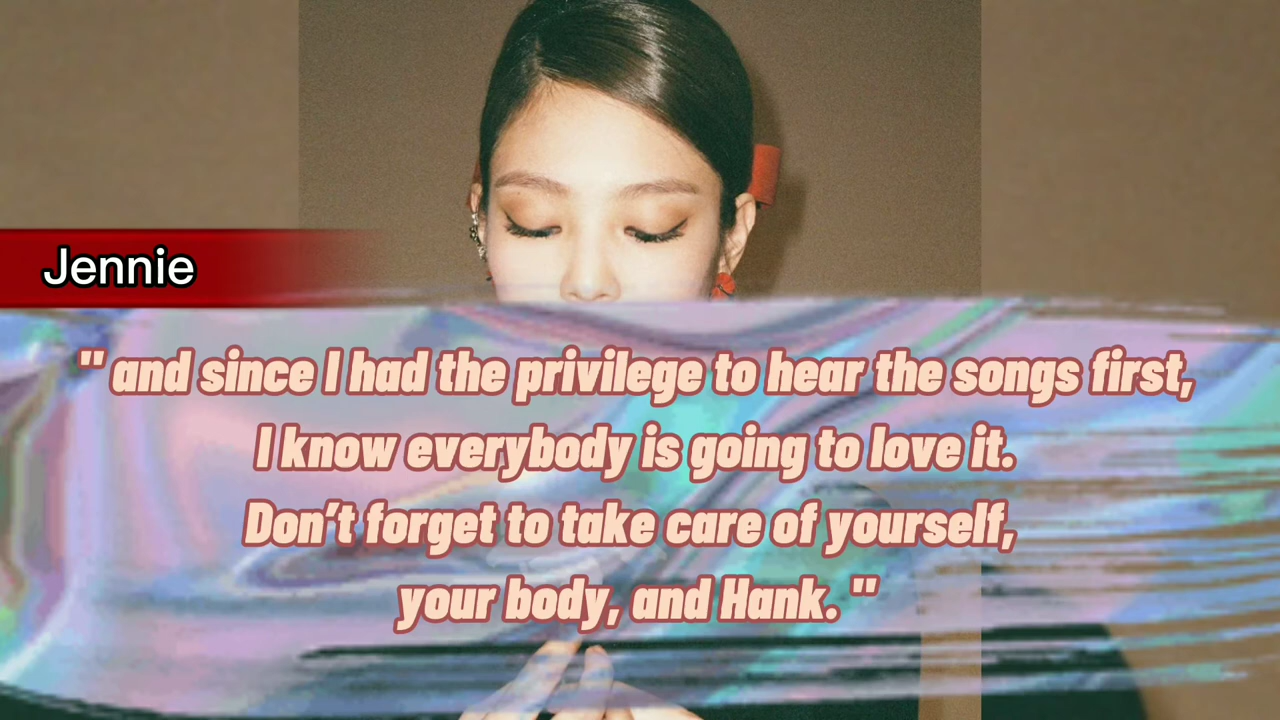 Jennie
" and since I had the privilege to hear the songs first,
I know everybody is going to love it.
Don’t forget to take care of yourself,
your body, and Hank. "